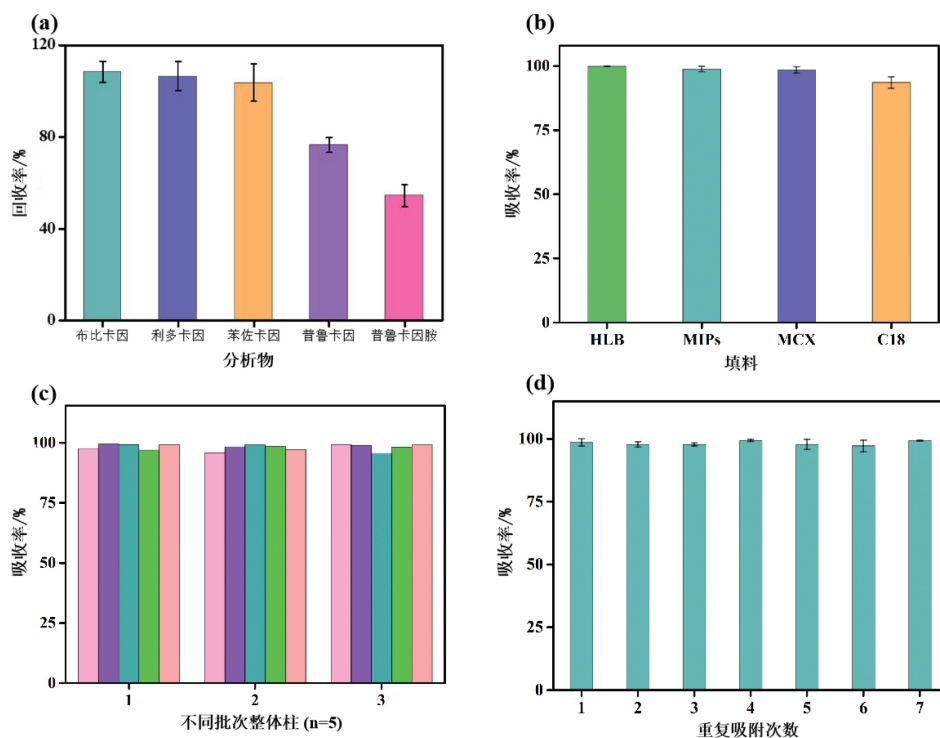 (a)
回收率/%
120
80
40
0
布比卡因 利多卡因 苯佐卡因 普鲁卡因 普鲁卡因胺
分析物
(b)
吸收率/%
100
75
50
25
0
HLB MIPs MCX C18
填料
(c)
吸收率/%
100
75
50
25
0
1 2 3
不同批次整体柱 (n=5)
(d)
吸收率/%
100
75
50
25
0
1 2 3 4 5 6 7
重复吸附次数